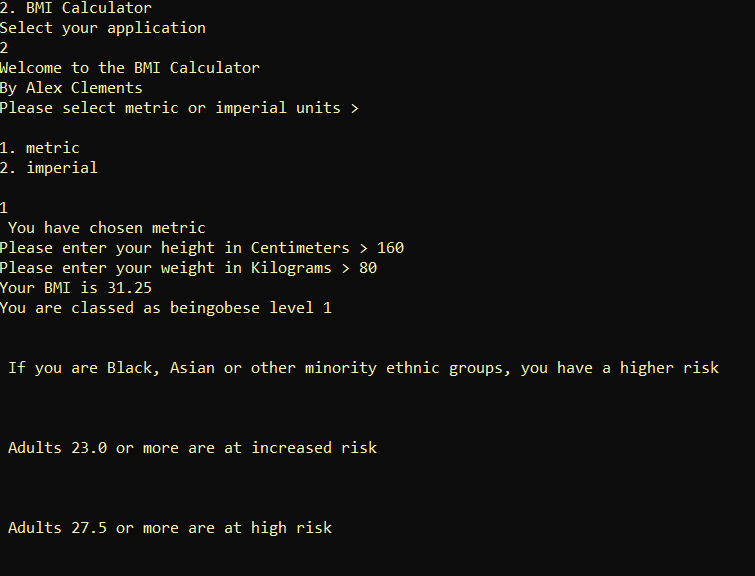 2. BMI Calculator
Select your application
2
Welcome to the BMI Calculator
By Alex Clements
Please select metric or imperial units >
1. metric
2. imperial
1
You have chosen metric
Please enter your height in Centimeters > 160
Please enter your weight in Kilograms > 80
Your BMI is 31.25
You are classed as beingobese level 1
If you are Black, Asian or other minority ethnic groups, you have a higher risk
Adults 23.0 or more are at increased risk
Adults 27.5 or more are at high risk